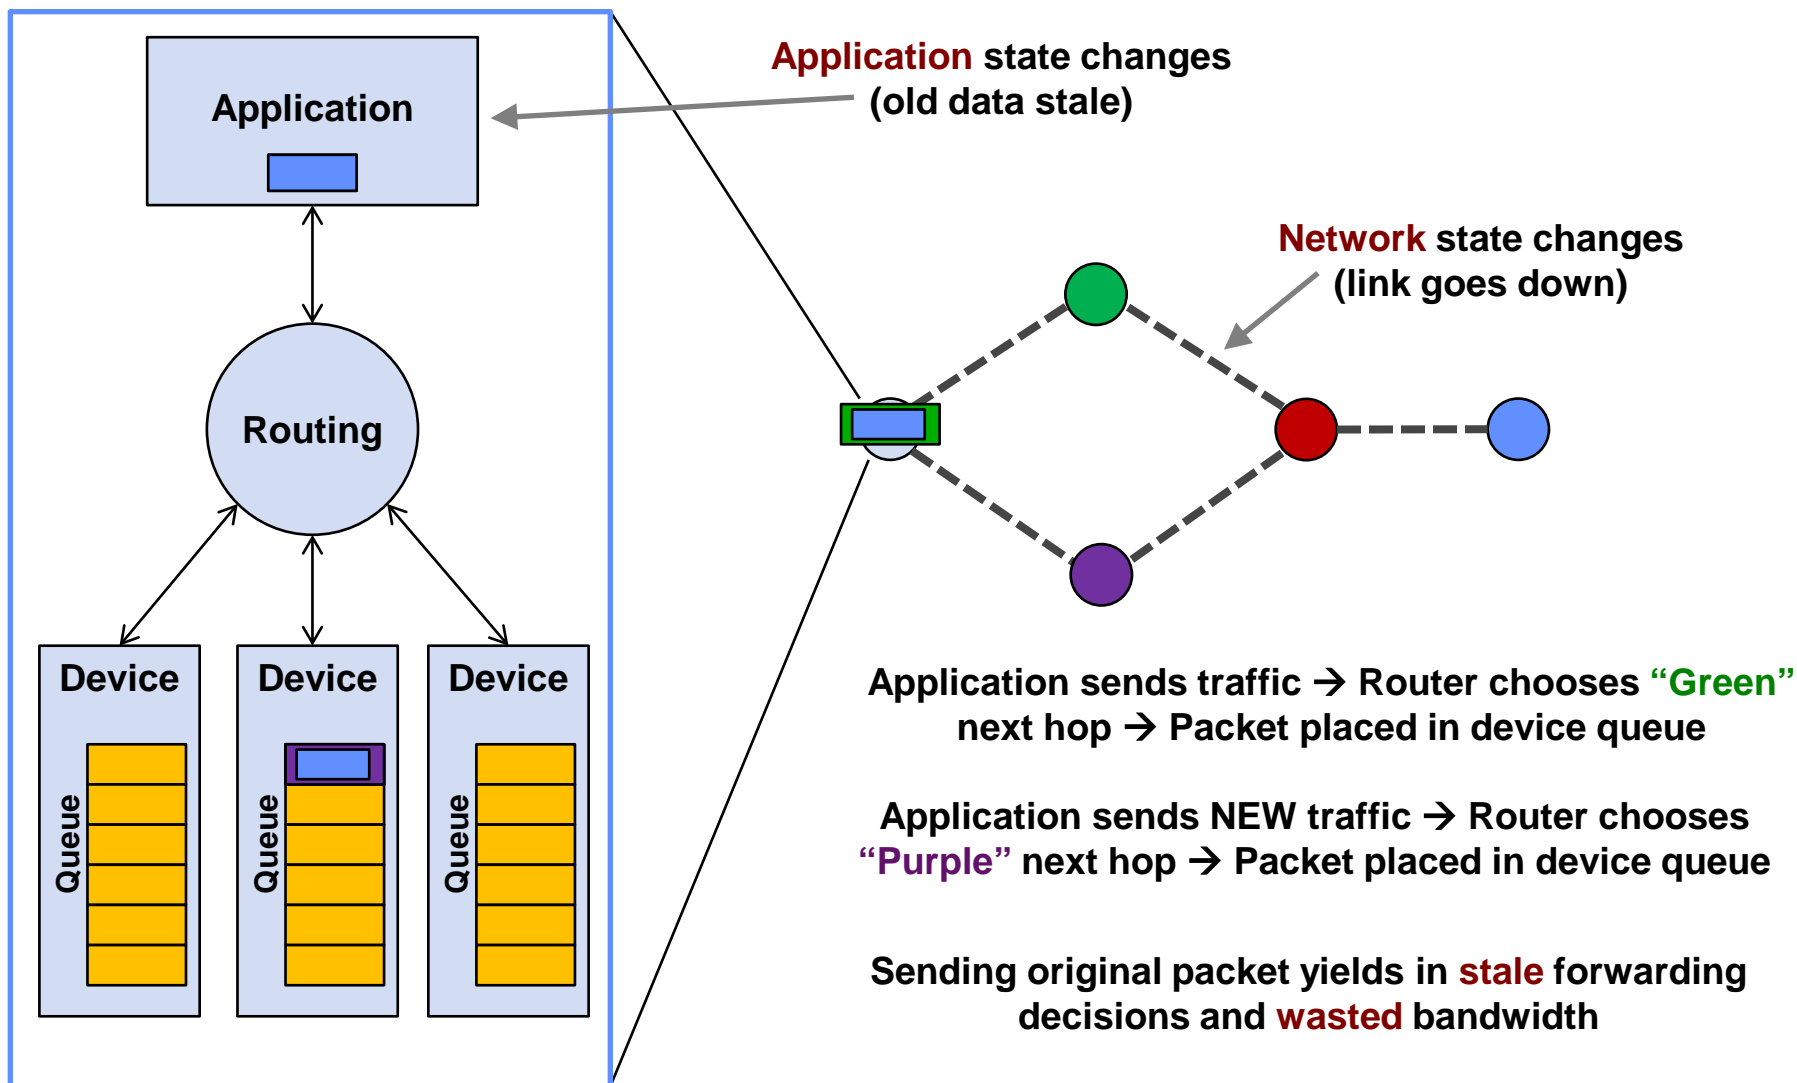 Application
Routing
Device
Device
Device
Queue
Queue
Queue
Application state changes
(old data stale)
Network state changes
(link goes down)
Application sends traffic → Router chooses “Green”
next hop → Packet placed in device queue
Application sends NEW traffic → Router chooses
“Purple” next hop → Packet placed in device queue
Sending original packet yields in stale forwarding
decisions and wasted bandwidth